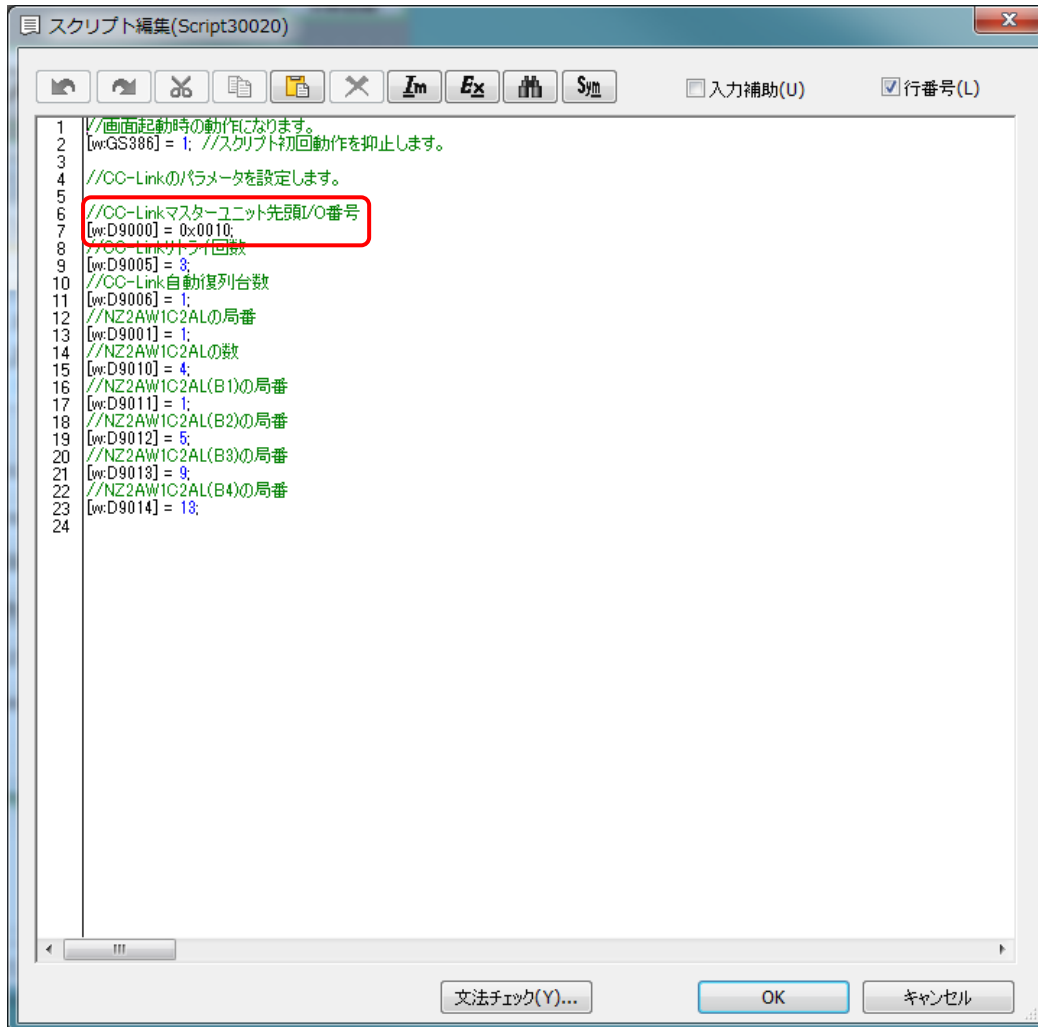 スクリプト編集(Script30020)
Im Ex Sym 入力補助(U) 行番号(L)
1 //画面起動時の動作になります。
2 [w:GS386] = 1; //スクリプト初回動作を抑止します。
3
4 //CC-Linkのパラメータを設定します。
5
6 //CC-Linkマスターユニット先頭I/O番号
7 [w:D9000] = 0x0010;
8 //CC-Linkリトライ回数
9 [w:D9005] = 3;
10 //CC-Link自動復列台数
11 [w:D9006] = 1;
12 //NZ2AW1C2ALの局番
13 [w:D9001] = 1;
14 //NZ2AW1C2ALの数
15 [w:D9010] = 4;
16 //NZ2AW1C2AL(B1)の局番
17 [w:D9011] = 1;
18 //NZ2AW1C2AL(B2)の局番
19 [w:D9012] = 5;
20 //NZ2AW1C2AL(B3)の局番
21 [w:D9013] = 9;
22 //NZ2AW1C2AL(B4)の局番
23 [w:D9014] = 13;
24
文法チェック(Y)... OK キャンセル